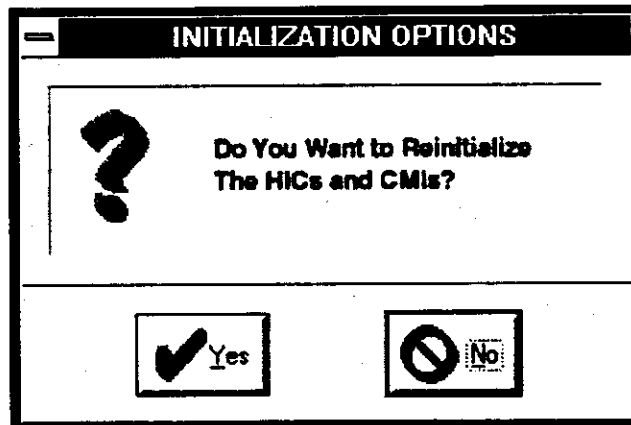 INITIALIZATION OPTIONS
Do You Want to Reinitialize
The HICs and CMIs?
Yes
No